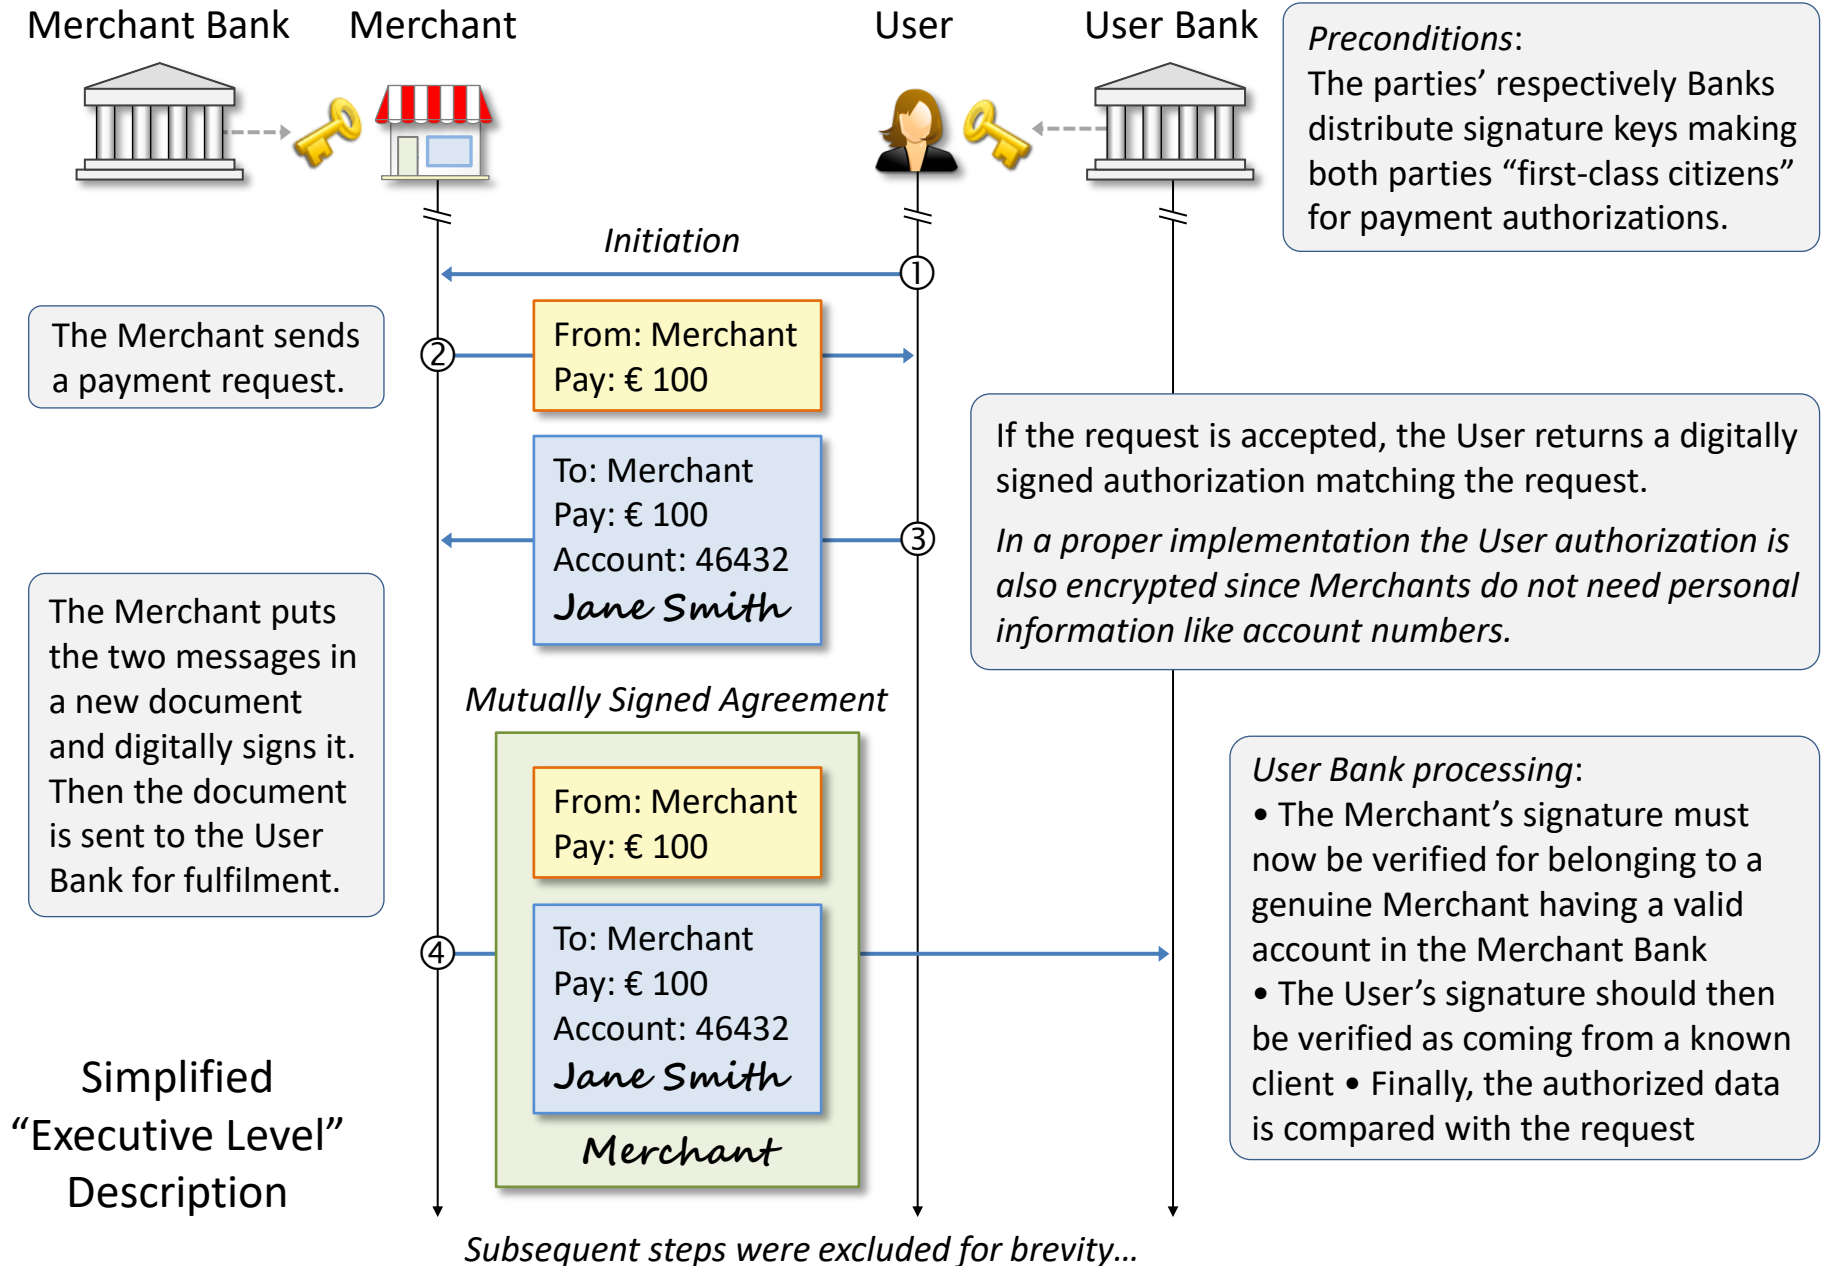 Merchant Bank
Merchant
User
User Bank
Preconditions:
The parties’ respectively Banks
distribute signature keys making
both parties “first-class citizens”
for payment authorizations.
Initiation
1
The Merchant sends
a payment request.
2
From: Merchant
Pay: € 100
To: Merchant
Pay: € 100
Account: 46432
Jane Smith
3
If the request is accepted, the User returns a digitally
signed authorization matching the request.
In a proper implementation the User authorization is
also encrypted since Merchants do not need personal
information like account numbers.
The Merchant puts
the two messages in
a new document
and digitally signs it.
Then the document
is sent to the User
Bank for fulfilment.
Mutually Signed Agreement
From: Merchant
Pay: € 100
4
To: Merchant
Pay: € 100
Account: 46432
Jane Smith
Merchant
User Bank processing:
• The Merchant’s signature must
now be verified for belonging to a
genuine Merchant having a valid
account in the Merchant Bank
• The User’s signature should then
be verified as coming from a known
client • Finally, the authorized data
is compared with the request
Simplified
“Executive Level”
Description
Subsequent steps were excluded for brevity…